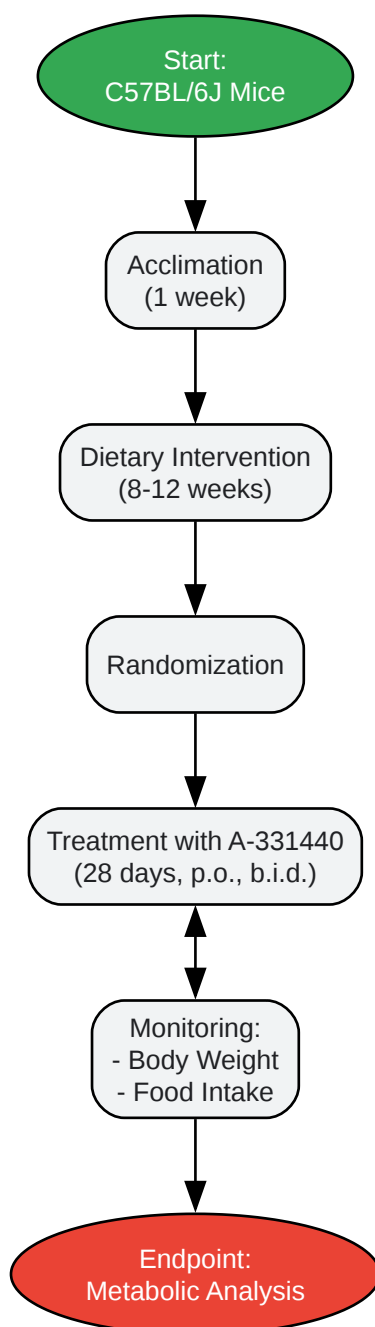 Start:
C57BL/6J Mice
Acclimation
(1 week)
Dietary Intervention
(8-12 weeks)
Randomization
Treatment with A-331440
(28 days, p.o., b.i.d.)
Monitoring:
- Body Weight
- Food Intake
Endpoint:
Metabolic Analysis